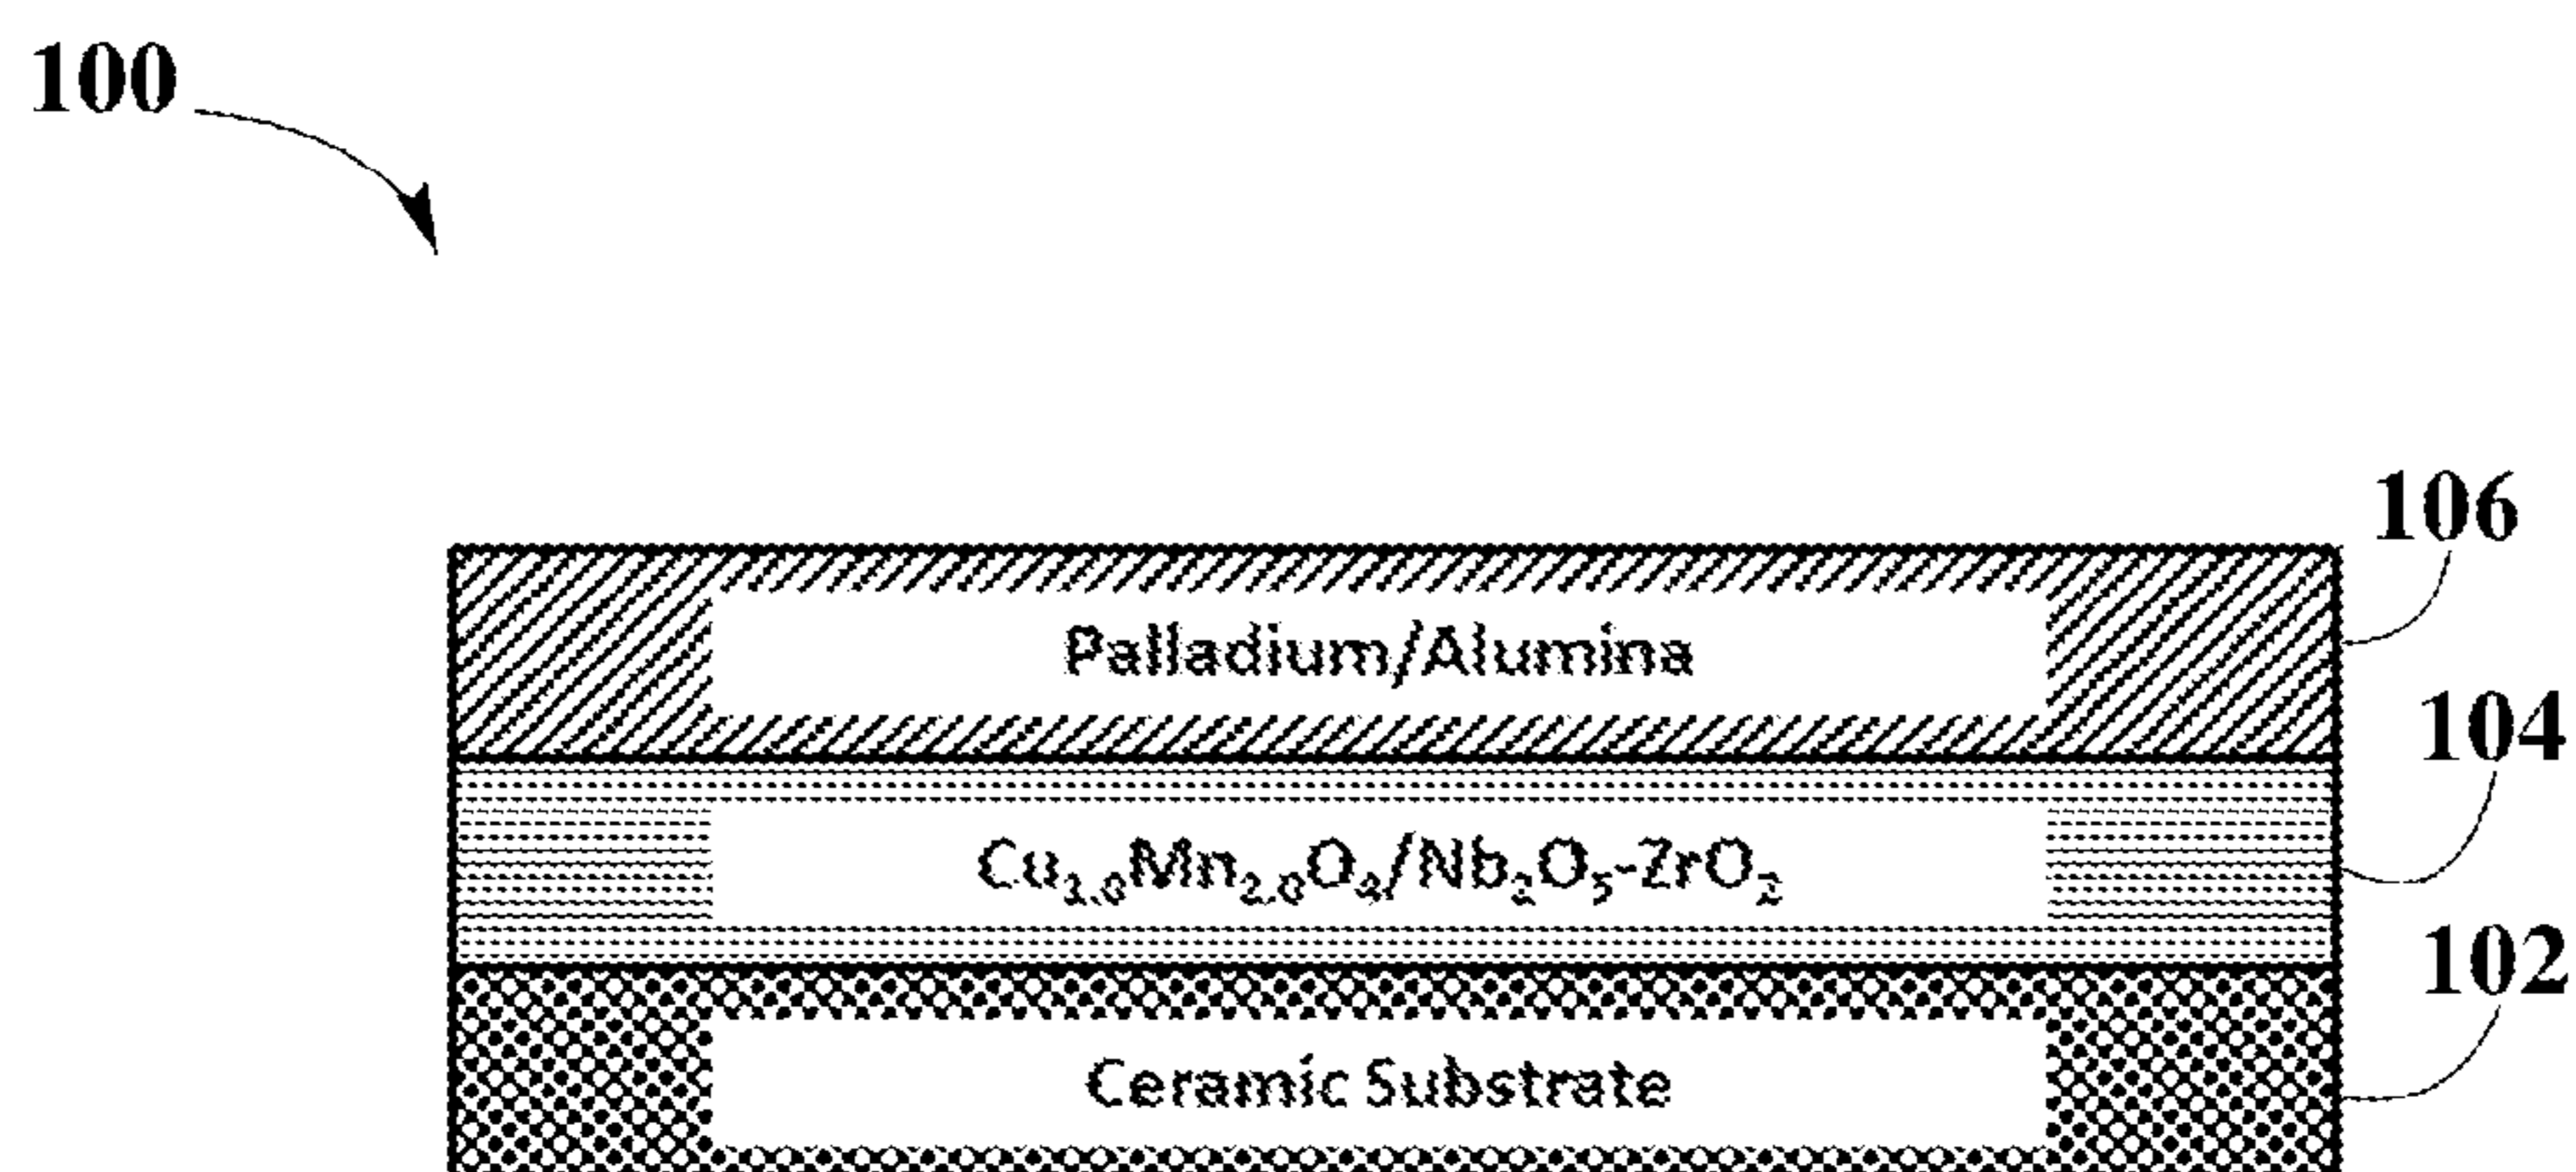 100
106
Palladium/Alumina
104
Cu₁.₀Mn₂.₀O₄/Nb₂O₅-ZrO₂
102
Ceramic Substrate